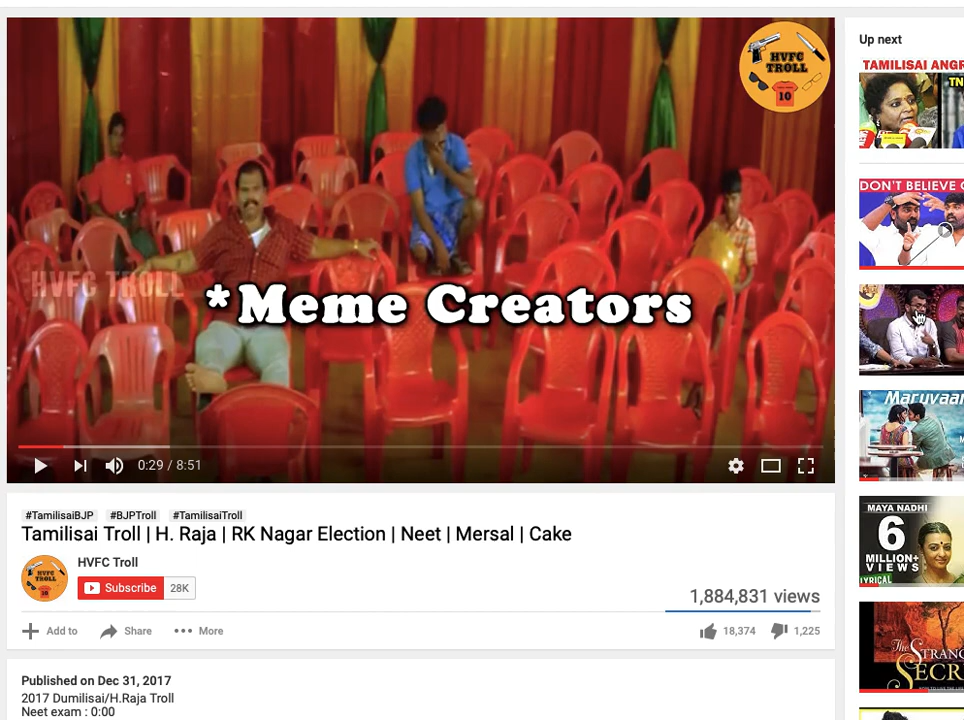 HVFC
TROLL
10
HVFC TROLL
*Meme Creators
0:29 / 8:51
#TamilisaiBJP #BJPTroll #TamilisaiTroll
Tamilisai Troll | H. Raja | RK Nagar Election | Neet | Mersal | Cake
HVFC Troll
Subscribe 28K
1,884,831 views
Add to Share More
18,374 1,225
Published on Dec 31, 2017
2017 Dumilisai/H.Raja Troll
Neet exam : 0:00
Up next
TAMILISAI ANGR
TN
DON'T BELIEVE
Maruvaar
MAYA NADHI
6
MILLION+
VIEWS
LYRICAL
The STRANG
SECR